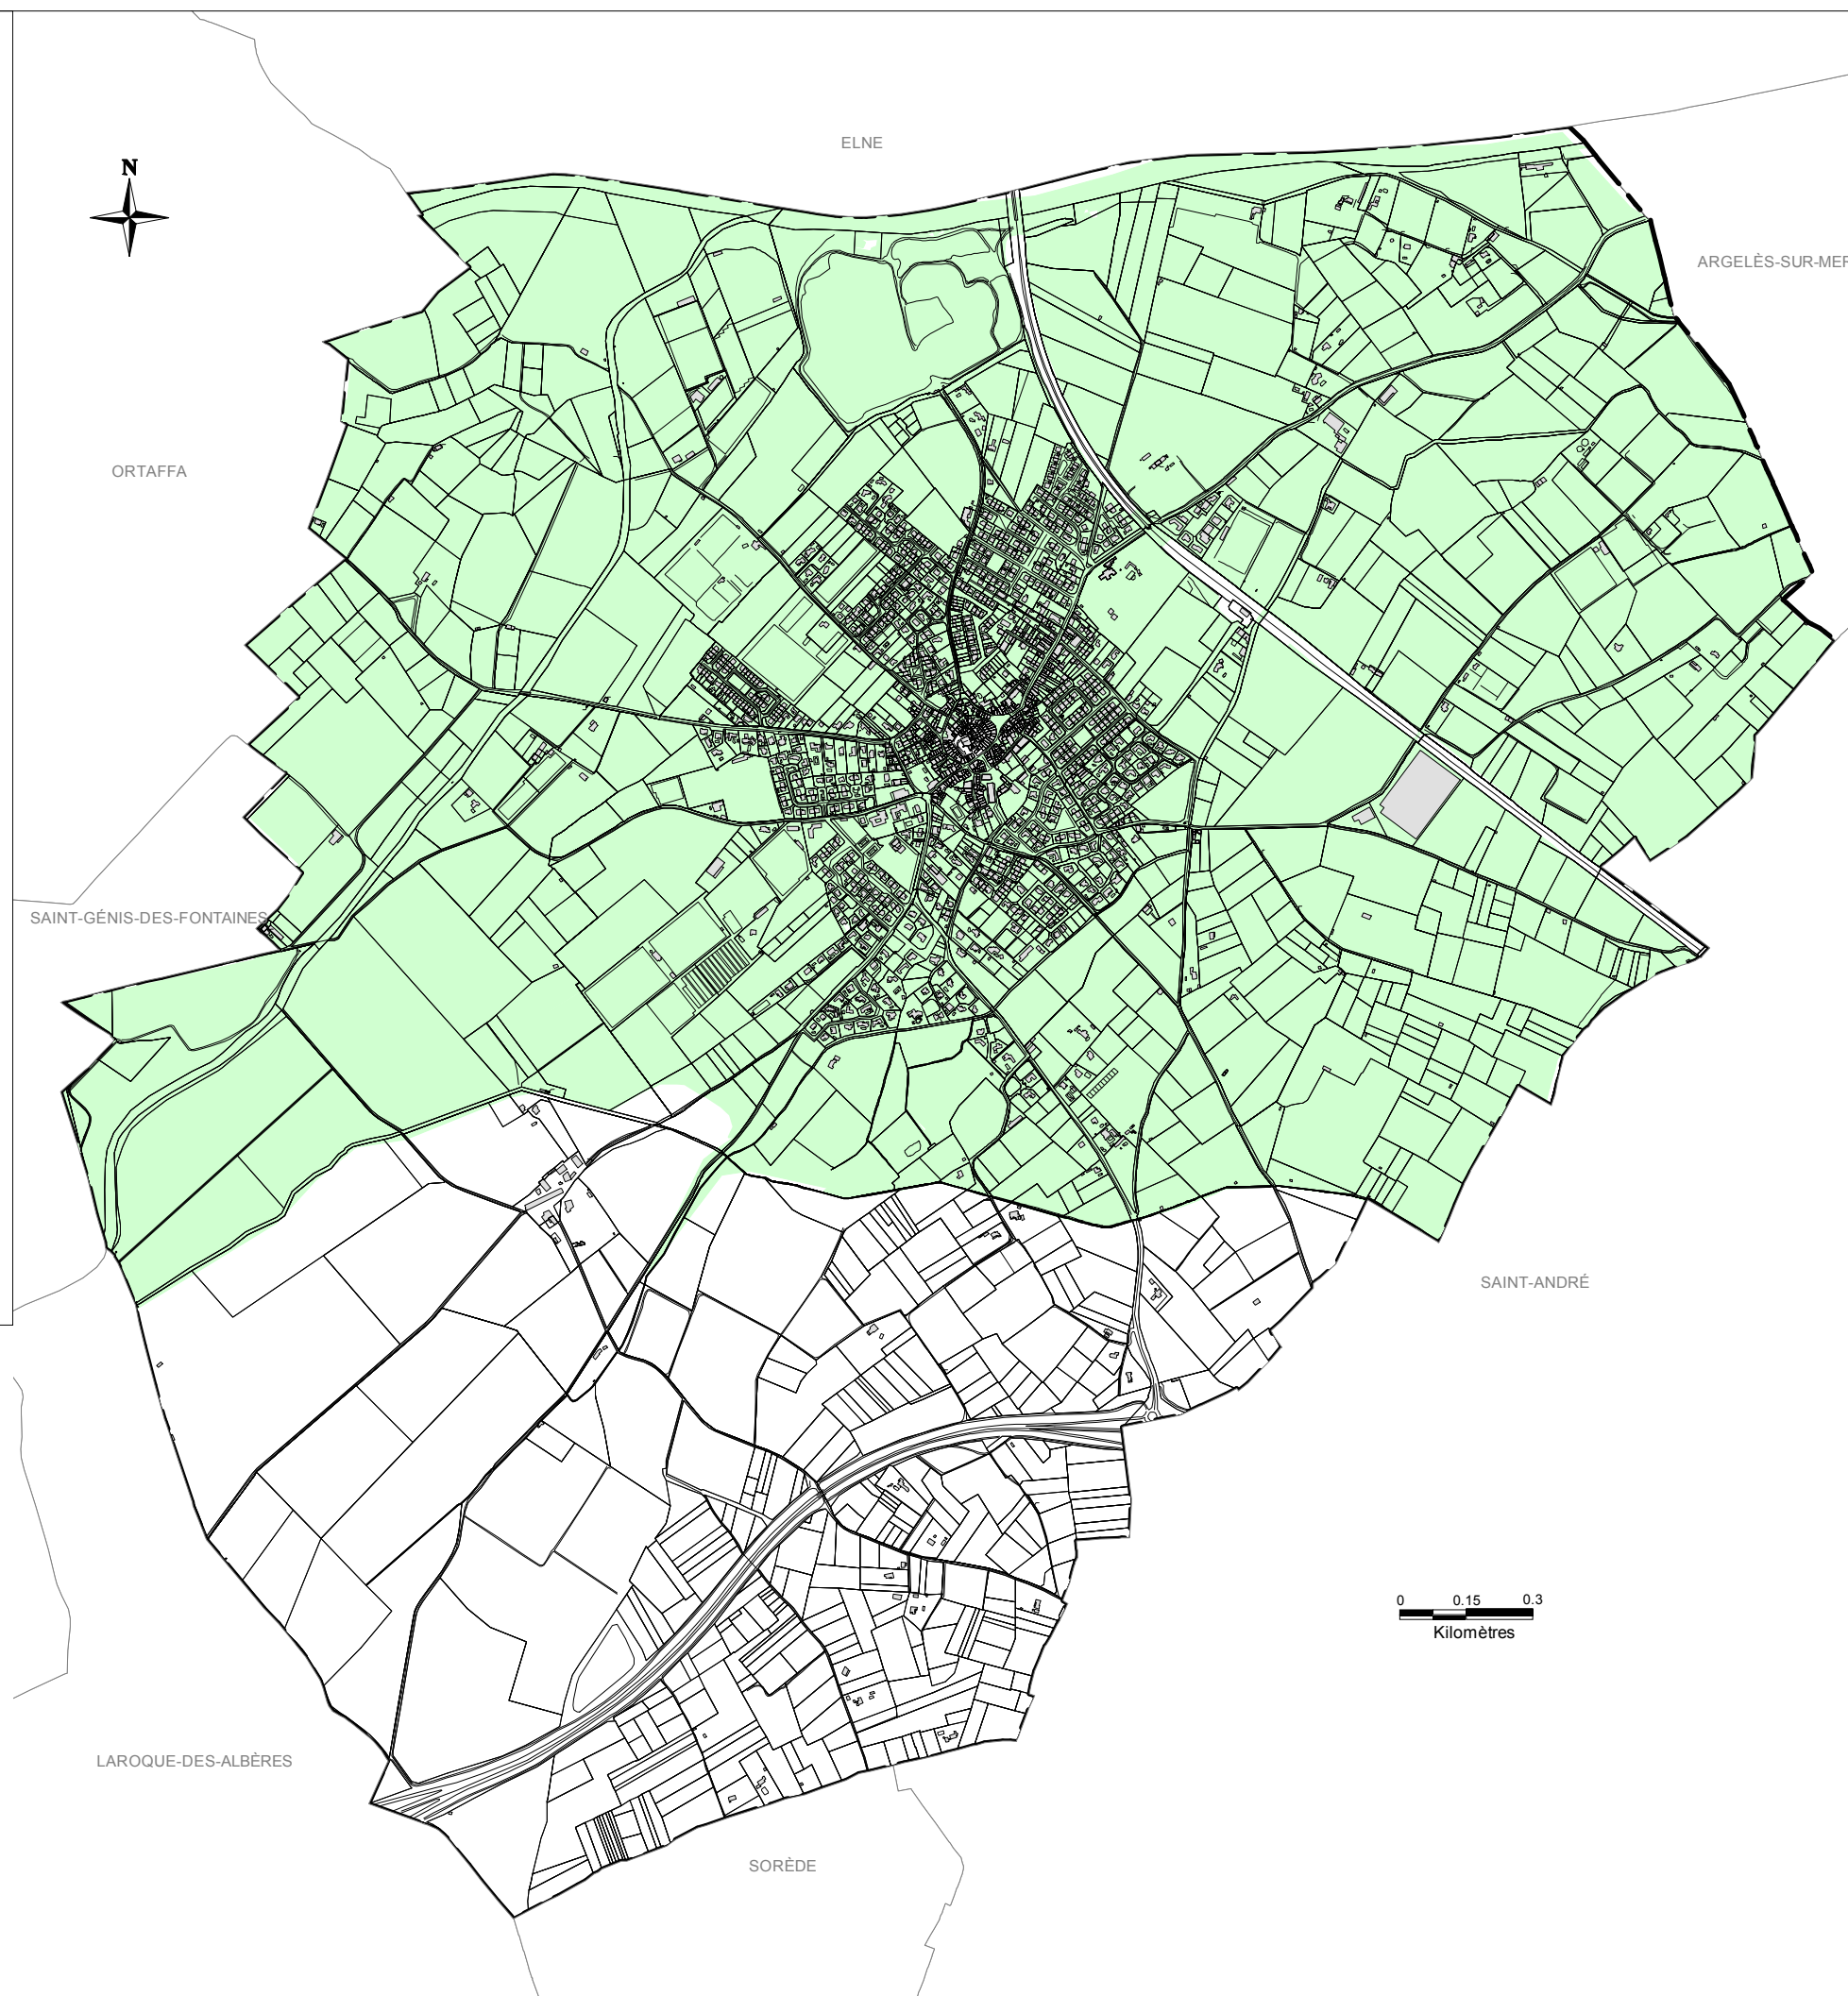 ELNE
N
ARGELÈS-SUR-MER
ORTAFFA
SAINT-GÉNIS-DES-FONTAINES
SAINT-ANDRÉ
0 0.15 0.3
Kilomètres
LAROQUE-DES-ALBÈRES
SORÈDE